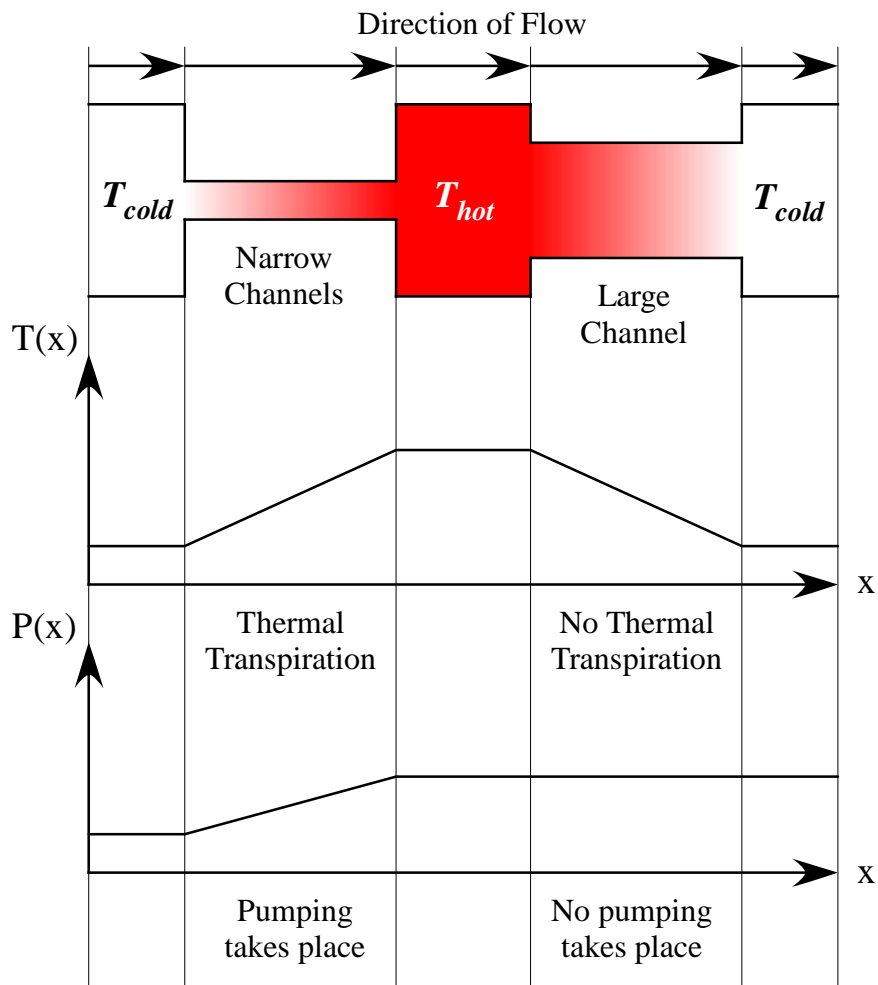 Direction of Flow
T_cold
T_hot
T_cold
Narrow
Channels
Large
Channel
T(x)
x
P(x)
Thermal
Transpiration
No Thermal
Transpiration
x
Pumping
takes place
No pumping
takes place